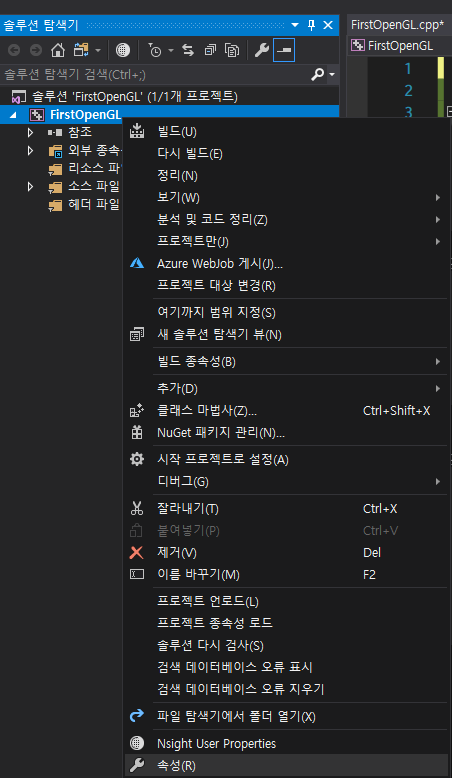 솔루션 탐색기
FirstOpenGL.cpp*
FirstOpenGL
솔루션 탐색기 검색(Ctrl+;)
1
2
3
솔루션 'FirstOpenGL' (1/1개 프로젝트)
FirstOpenGL
참조
외부 종속
리소스 파
소스 파일
헤더 파일
빌드(U)
다시 빌드(E)
정리(N)
보기(W)
분석 및 코드 정리(Z)
프로젝트만(J)
Azure WebJob 게시(J)...
프로젝트 대상 변경(R)
여기까지 범위 지정(S)
새 솔루션 탐색기 뷰(N)
빌드 종속성(B)
추가(D)
클래스 마법사(Z)... Ctrl+Shift+X
NuGet 패키지 관리(N)...
시작 프로젝트로 설정(A)
디버그(G)
잘라내기(T) Ctrl+X
붙여넣기(P) Ctrl+V
제거(V) Del
이름 바꾸기(M) F2
프로젝트 언로드(L)
프로젝트 종속성 로드
솔루션 다시 검사(S)
검색 데이터베이스 오류 표시
검색 데이터베이스 오류 지우기
파일 탐색기에서 폴더 열기(X)
Nsight User Properties
속성(R)